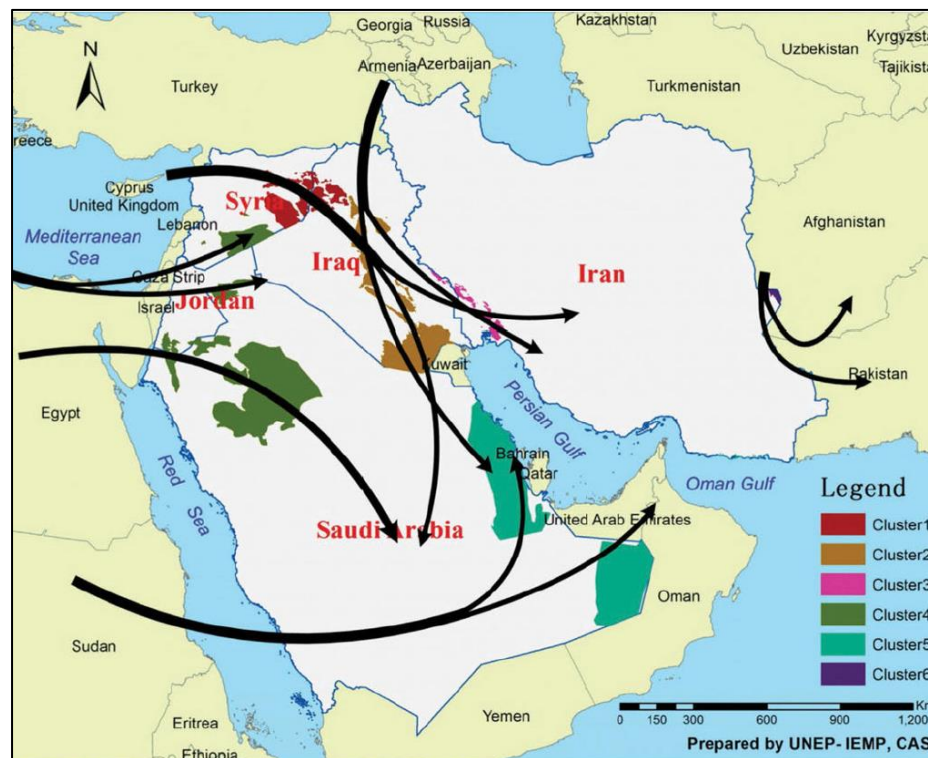 Georgia
Russia
Kazakhstan
Uzbekistan
Kyrgyzsta
Tajikista
Armenia
Azerbaijan
N
Turkey
Turkmenistan
Greece
Cyprus
United Kingdom
Syria
Lebanon
Afghanistan
Mediterranean
Sea
Gaza Strip
Iraq
Iran
Israel
Jordan
Kuwait
Pakistan
Egypt
Persian Gulf
Bahrain
Qatar
Red
Sea
Oman Gulf
Saudi Arabia
United Arab Emirates
Legend
Cluster1
Cluster2
Cluster3
Cluster4
Cluster5
Cluster6
Oman
Sudan
Yemen
Eritrea
Ethiopia
Km
0 150 300 600 900 1,200
Prepared by UNEP- IEMP, CAS